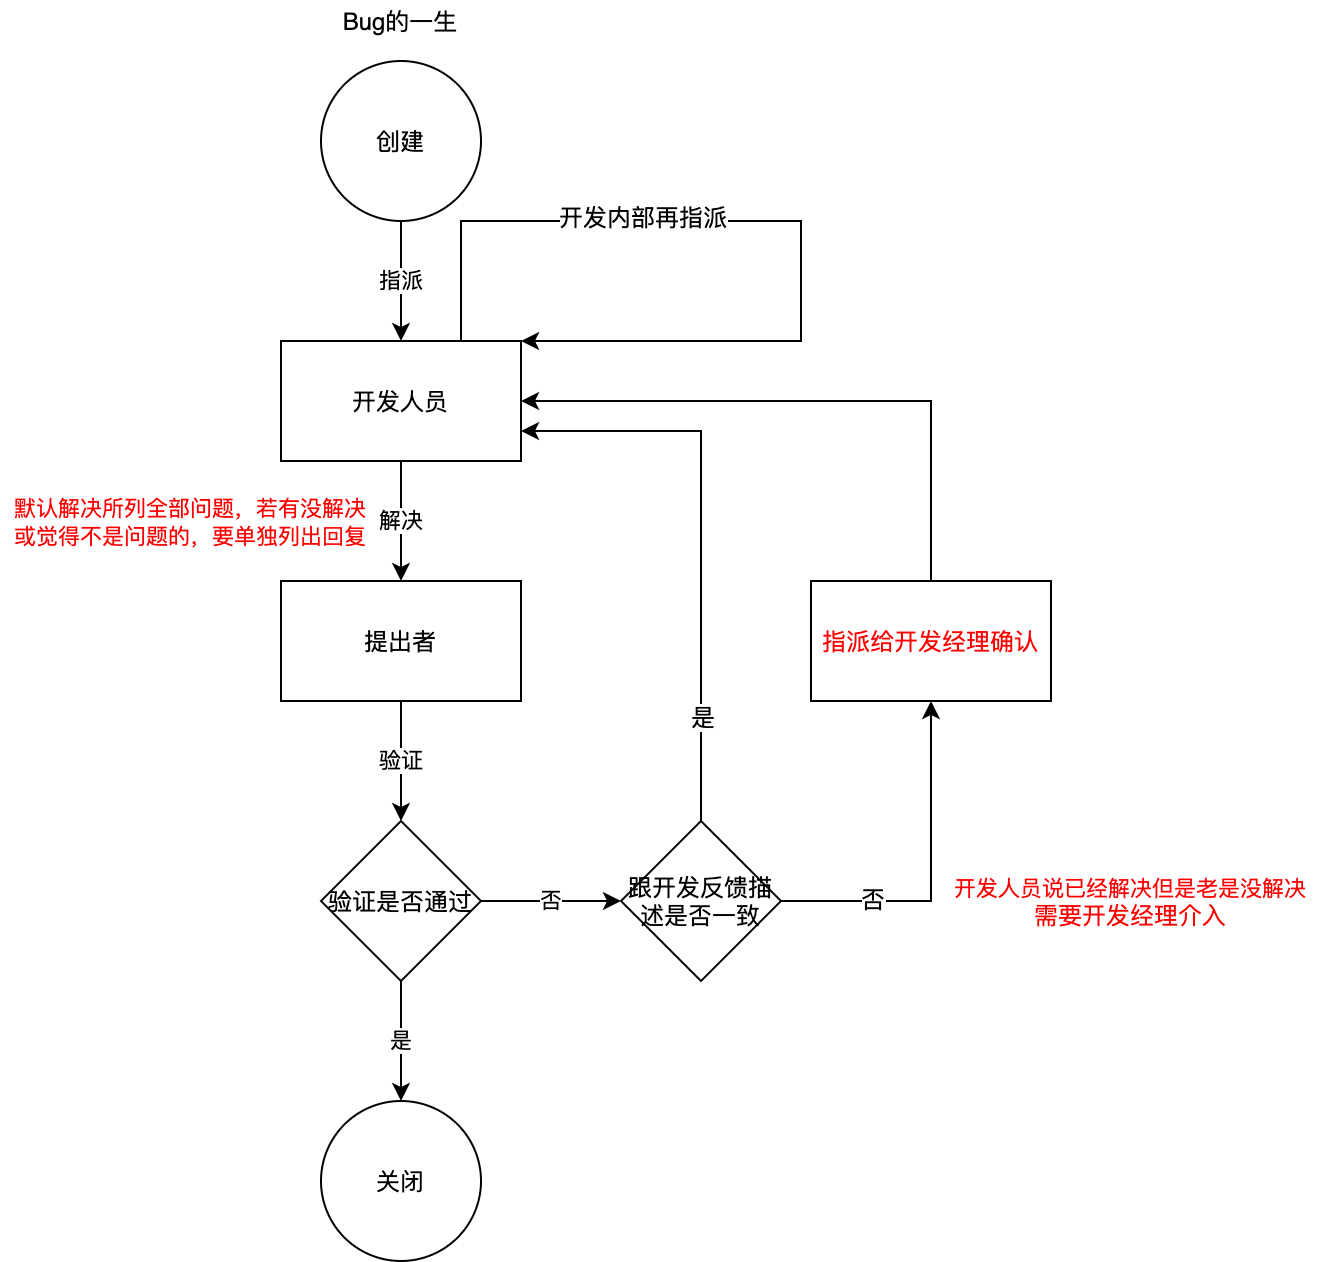 Bug的一生
创建
开发内部再指派
指派
开发人员
默认解决所列全部问题，若有没解决
或觉得不是问题的，要单独列出回复
解决
提出者
指派给开发经理确认
是
验证
验证是否通过
否
跟开发反馈描
述是否一致
否
开发人员说已经解决但是老是没解决
需要开发经理介入
是
关闭